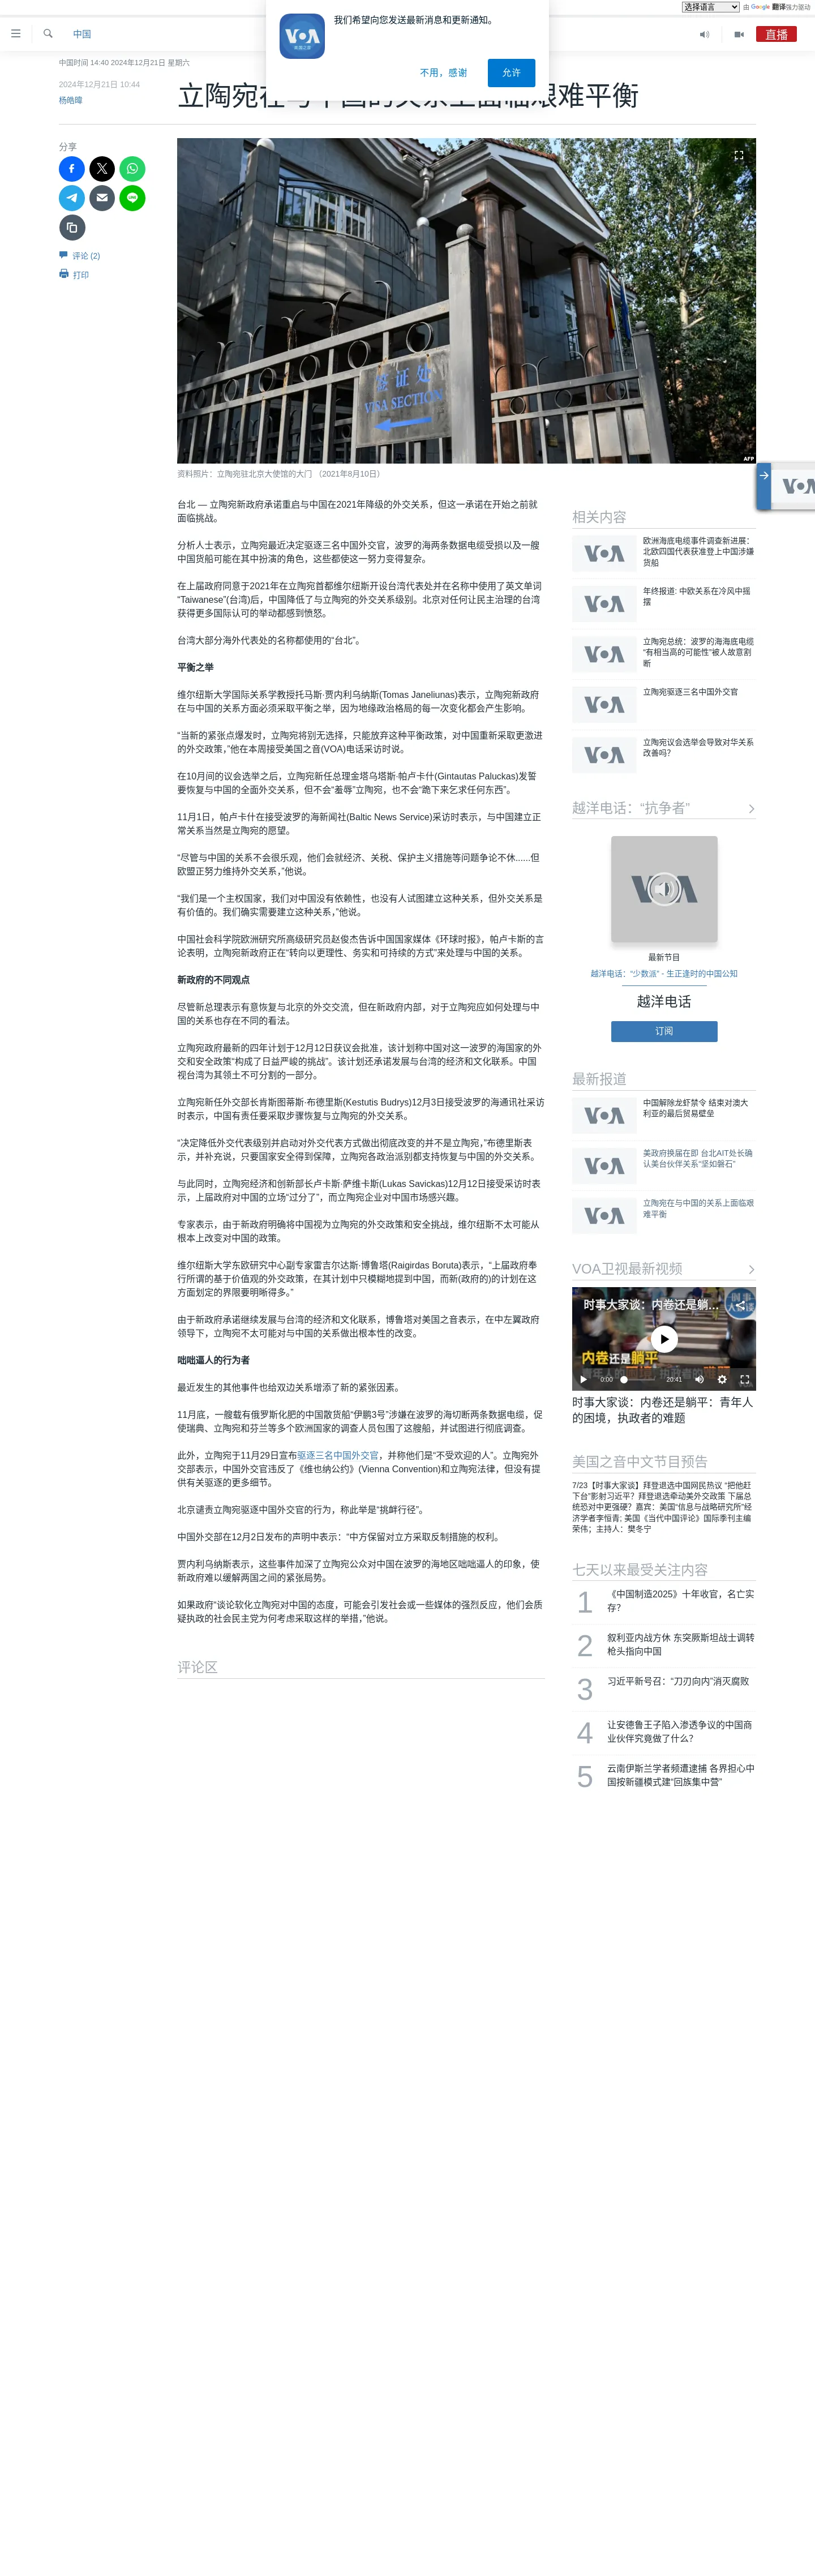 选择语言
由 Google 翻译强力驱动
中国
直播
我们希望向您发送最新消息和更新通知。
不用，感谢
允许
中国时间 14:40 2024年12月21日 星期六
2024年12月21日 10:44
杨皓暐
立陶宛在与中国的关系上面临艰难平衡
分享
评论 (2)
打印
签证处
VISA SECTION
AFP
资料照片：立陶宛驻北京大使馆的大门 （2021年8月10日）
台北 — 立陶宛新政府承诺重启与中国在2021年降级的外交关系，但这一承诺在开始之前就
面临挑战。
分析人士表示，立陶宛最近决定驱逐三名中国外交官，波罗的海两条数据电缆受损以及一艘
中国货船可能在其中扮演的角色，这些都使这一努力变得复杂。
在上届政府同意于2021年在立陶宛首都维尔纽斯开设台湾代表处并在名称中使用了英文单词
“Taiwanese”(台湾)后，中国降低了与立陶宛的外交关系级别。北京对任何让民主治理的台湾
获得更多国际认可的举动都感到愤怒。
台湾大部分海外代表处的名称都使用的“台北”。
平衡之举
维尔纽斯大学国际关系学教授托马斯·贾内利乌纳斯(Tomas Janeliunas)表示，立陶宛新政府
在与中国的关系方面必须采取平衡之举，因为地缘政治格局的每一次变化都会产生影响。
“当新的紧张点爆发时，立陶宛将别无选择，只能放弃这种平衡政策，对中国重新采取更激进
的外交政策，”他在本周接受美国之音(VOA)电话采访时说。
在10月间的议会选举之后，立陶宛新任总理金塔乌塔斯·帕卢卡什(Gintautas Paluckas)发誓
要恢复与中国的全面外交关系，但不会“羞辱”立陶宛，也不会“跪下来乞求任何东西”。
11月1日，帕卢卡什在接受波罗的海新闻社(Baltic News Service)采访时表示，与中国建立正
常关系当然是立陶宛的愿望。
“尽管与中国的关系不会很乐观，他们会就经济、关税、保护主义措施等问题争论不休......但
欧盟正努力维持外交关系，”他说。
“我们是一个主权国家，我们对中国没有依赖性，也没有人试图建立这种关系，但外交关系是
有价值的。我们确实需要建立这种关系，”他说。
中国社会科学院欧洲研究所高级研究员赵俊杰告诉中国国家媒体《环球时报》，帕卢卡斯的言
论表明，立陶宛新政府正在“转向以更理性、务实和可持续的方式”来处理与中国的关系。
新政府的不同观点
尽管新总理表示有意恢复与北京的外交交流，但在新政府内部，对于立陶宛应如何处理与中
国的关系也存在不同的看法。
立陶宛政府最新的四年计划于12月12日获议会批准，该计划称中国对这一波罗的海国家的外
交和安全政策“构成了日益严峻的挑战”。该计划还承诺发展与台湾的经济和文化联系。中国
视台湾为其领土不可分割的一部分。
立陶宛新任外交部长肯斯图蒂斯·布德里斯(Kestutis Budrys)12月3日接受波罗的海通讯社采访
时表示，中国有责任要采取步骤恢复与立陶宛的外交关系。
“决定降低外交代表级别并启动对外交代表方式做出彻底改变的并不是立陶宛，”布德里斯表
示，并补充说，只要国家安全得到保障，立陶宛各政治派别都支持恢复与中国的外交关系。
与此同时，立陶宛经济和创新部长卢卡斯·萨维卡斯(Lukas Savickas)12月12日接受采访时表
示，上届政府对中国的立场“过分了”，而立陶宛企业对中国市场感兴趣。
专家表示，由于新政府明确将中国视为立陶宛的外交政策和安全挑战，维尔纽斯不太可能从
根本上改变对中国的政策。
维尔纽斯大学东欧研究中心副专家雷吉尔达斯·博鲁塔(Raigirdas Boruta)表示，“上届政府奉
行所谓的基于价值观的外交政策，在其计划中只模糊地提到中国，而新(政府的)的计划在这
方面划定的界限要明晰得多。”
由于新政府承诺继续发展与台湾的经济和文化联系，博鲁塔对美国之音表示，在中左翼政府
领导下，立陶宛不太可能对与中国的关系做出根本性的改变。
咄咄逼人的行为者
最近发生的其他事件也给双边关系增添了新的紧张因素。
11月底，一艘载有俄罗斯化肥的中国散货船“伊鹏3号”涉嫌在波罗的海切断两条数据电缆，促
使瑞典、立陶宛和芬兰等多个欧洲国家的调查人员包围了这艘船，并试图进行彻底调查。
此外，立陶宛于11月29日宣布驱逐三名中国外交官，并称他们是“不受欢迎的人”。立陶宛外
交部表示，中国外交官违反了《维也纳公约》(Vienna Convention)和立陶宛法律，但没有提
供有关驱逐的更多细节。
北京谴责立陶宛驱逐中国外交官的行为，称此举是“挑衅行径”。
中国外交部在12月2日发布的声明中表示：“中方保留对立方采取反制措施的权利。
贾内利乌纳斯表示，这些事件加深了立陶宛公众对中国在波罗的海地区咄咄逼人的印象，使
新政府难以缓解两国之间的紧张局势。
如果政府“谈论软化立陶宛对中国的态度，可能会引发社会或一些媒体的强烈反应，他们会质
疑执政的社会民主党为何考虑采取这样的举措，”他说。
评论区
相关内容
欧洲海底电缆事件调查新进展：
北欧四国代表获准登上中国涉嫌
货船
年终报道: 中欧关系在冷风中摇
摆
立陶宛总统：波罗的海海底电缆
“有相当高的可能性”被人故意割
断
立陶宛驱逐三名中国外交官
立陶宛议会选举会导致对华关系
改善吗？
越洋电话：“抗争者”
最新节目
越洋电话：“少数派” - 生正逢时的中国公知
越洋电话
订阅
最新报道
中国解除龙虾禁令 结束对澳大
利亚的最后贸易壁垒
美政府换届在即 台北AIT处长确
认美台伙伴关系“坚如磐石”
立陶宛在与中国的关系上面临艰
难平衡
VOA卫视最新视频
时事大家谈：内卷还是躺...
内卷还是躺平
0:00
20:41
时事大家谈：内卷还是躺平：青年人
的困境，执政者的难题
美国之音中文节目预告
7/23【时事大家谈】拜登退选中国网民热议 “把他赶
下台”影射习近平？拜登退选牵动美外交政策 下届总
统恐对中更强硬？嘉宾：美国“信息与战略研究所”经
济学者李恒青; 美国《当代中国评论》国际季刊主编
荣伟；主持人：樊冬宁
七天以来最受关注内容
1
《中国制造2025》十年收官，名亡实
存？
2
叙利亚内战方休 东突厥斯坦战士调转
枪头指向中国
3
习近平新号召：“刀刃向内”消灭腐败
4
让安德鲁王子陷入渗透争议的中国商
业伙伴究竟做了什么？
5
云南伊斯兰学者频遭逮捕 各界担心中
国按新疆模式建“回族集中营”